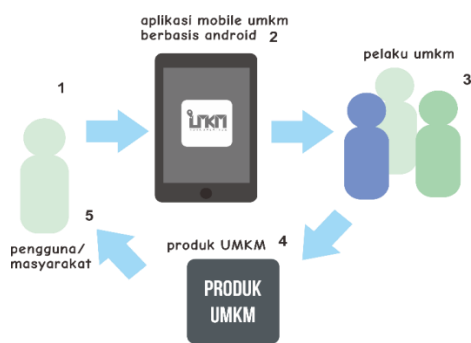 aplikasi mobile umkm
berbasis android 2
pelaku umkm
3
1
umkm
5
pengguna/
masyarakat
produk UMKM 4
PRODUK
UMKM